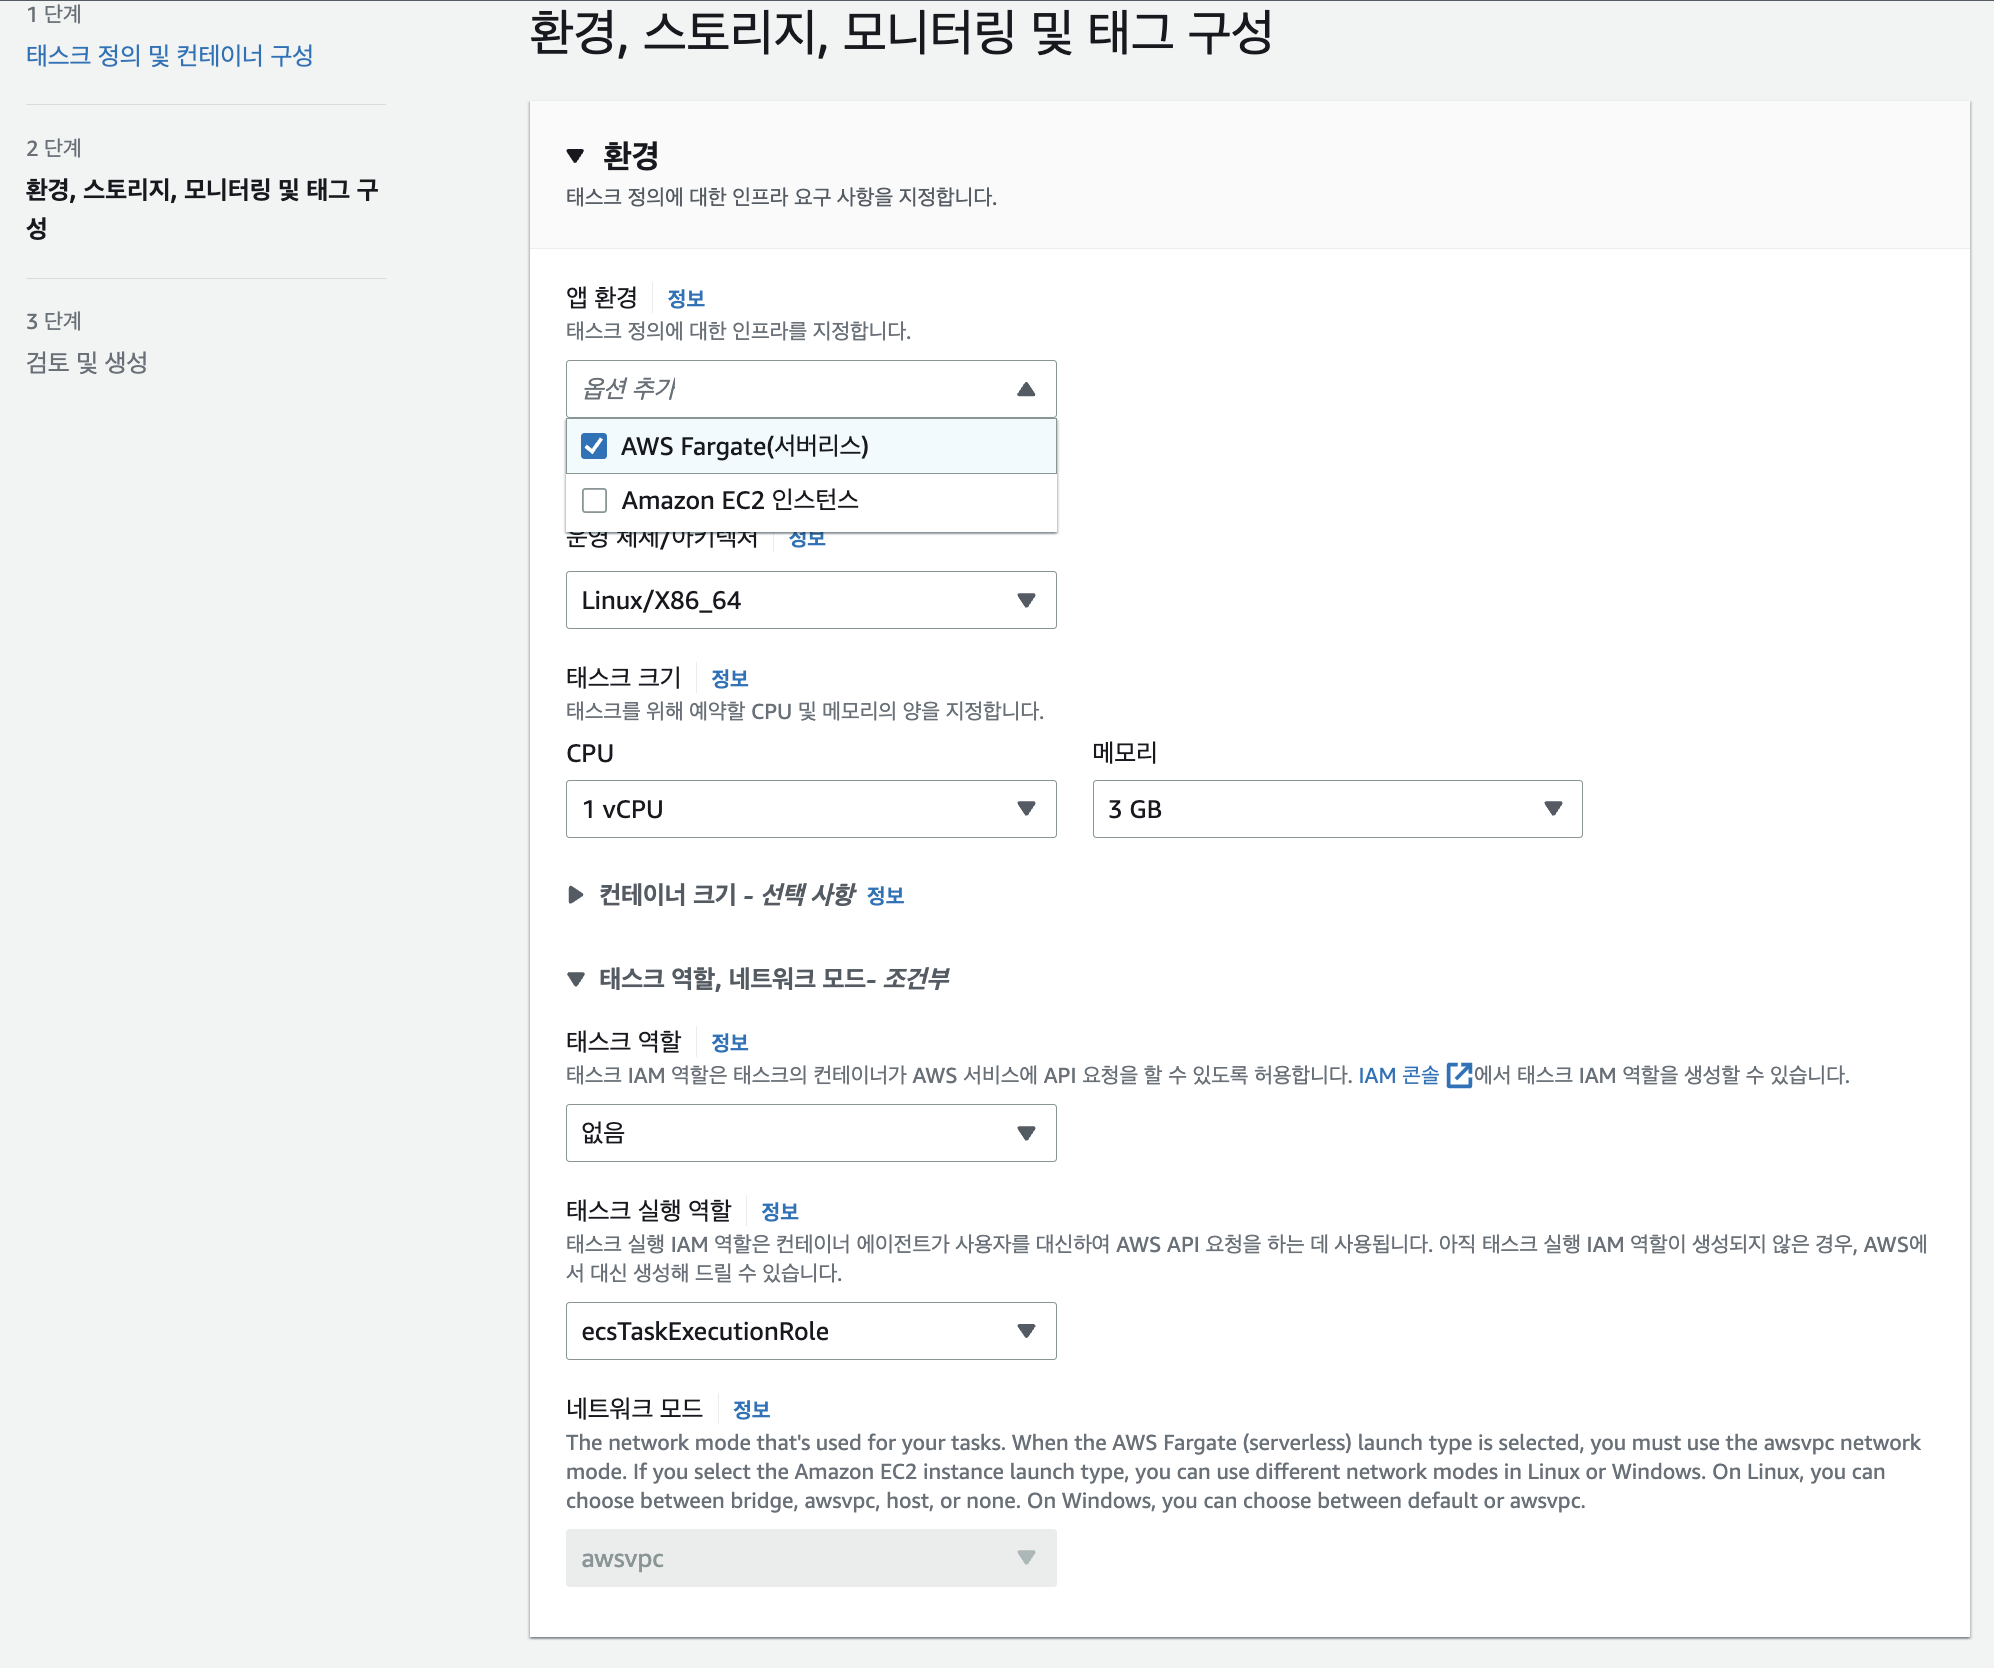 1 단계
태스크 정의 및 컨테이너 구성
2 단계
환경, 스토리지, 모니터링 및 태그 구
성
3 단계
검토 및 생성
환경, 스토리지, 모니터링 및 태그 구성
환경
태스크 정의에 대한 인프라 요구 사항을 지정합니다.
앱 환경 정보
태스크 정의에 대한 인프라를 지정합니다.
옵션 추가
AWS Fargate(서버리스)
Amazon EC2 인스턴스
운영 체제/아키텍처 정보
Linux/X86_64
태스크 크기 정보
태스크를 위해 예약할 CPU 및 메모리의 양을 지정합니다.
CPU 메모리
1 vCPU 3 GB
컨테이너 크기 - 선택 사항 정보
태스크 역할, 네트워크 모드- 조건부
태스크 역할 정보
태스크 IAM 역할은 태스크의 컨테이너가 AWS 서비스에 API 요청을 할 수 있도록 허용합니다. IAM 콘솔에서 태스크 IAM 역할을 생성할 수 있습니다.
없음
태스크 실행 역할 정보
태스크 실행 IAM 역할은 컨테이너 에이전트가 사용자를 대신하여 AWS API 요청을 하는 데 사용됩니다. 아직 태스크 실행 IAM 역할이 생성되지 않은 경우, AWS에
서 대신 생성해 드릴 수 있습니다.
ecsTaskExecutionRole
네트워크 모드 정보
The network mode that's used for your tasks. When the AWS Fargate (serverless) launch type is selected, you must use the awsvpc network
mode. If you select the Amazon EC2 instance launch type, you can use different network modes in Linux or Windows. On Linux, you can
choose between bridge, awsvpc, host, or none. On Windows, you can choose between default or awsvpc.
awsvpc